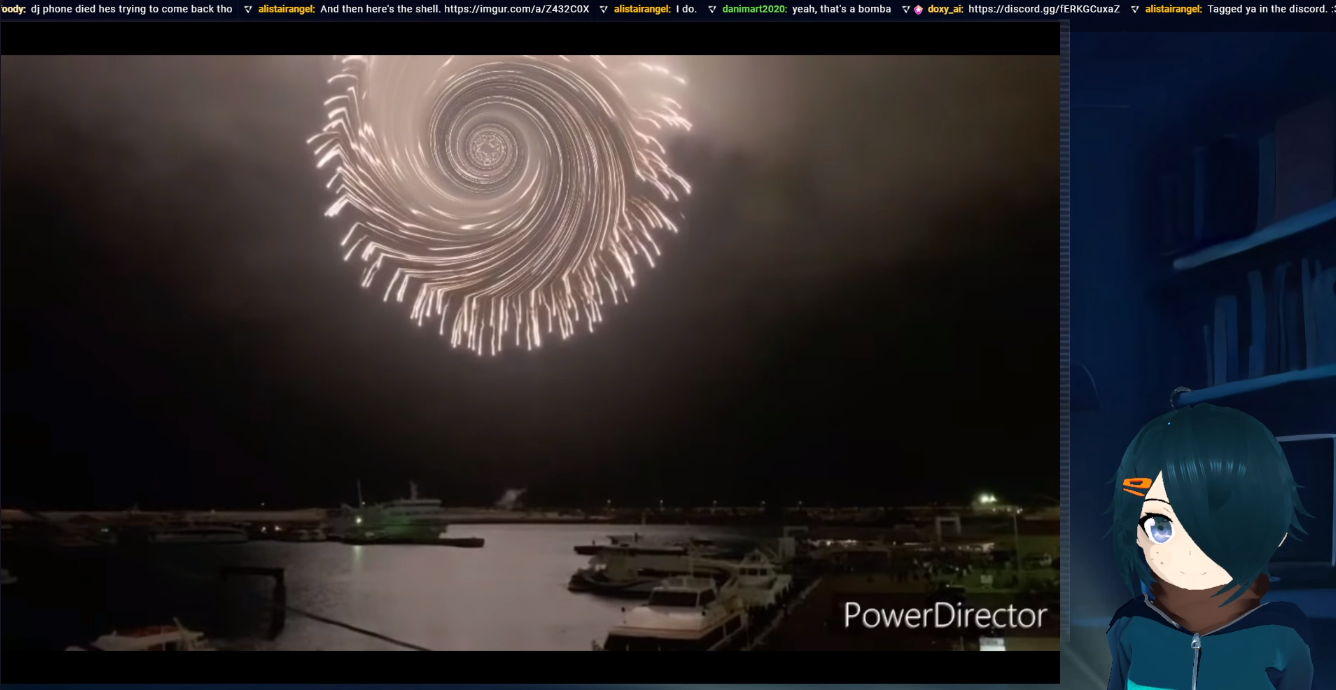 oody: dj phone died hes trying to come back tho ▽ alistairangel: And then here's the shell. https://imgur.com/a/Z432C0X ▽ alistairangel: I do. ▽ danimart2020: yeah, that's a bomba ▽ doxy_ai: https://discord.gg/fERKGCuxaZ ▽ alistairangel: Tagged ya in the discord.
PowerDirector